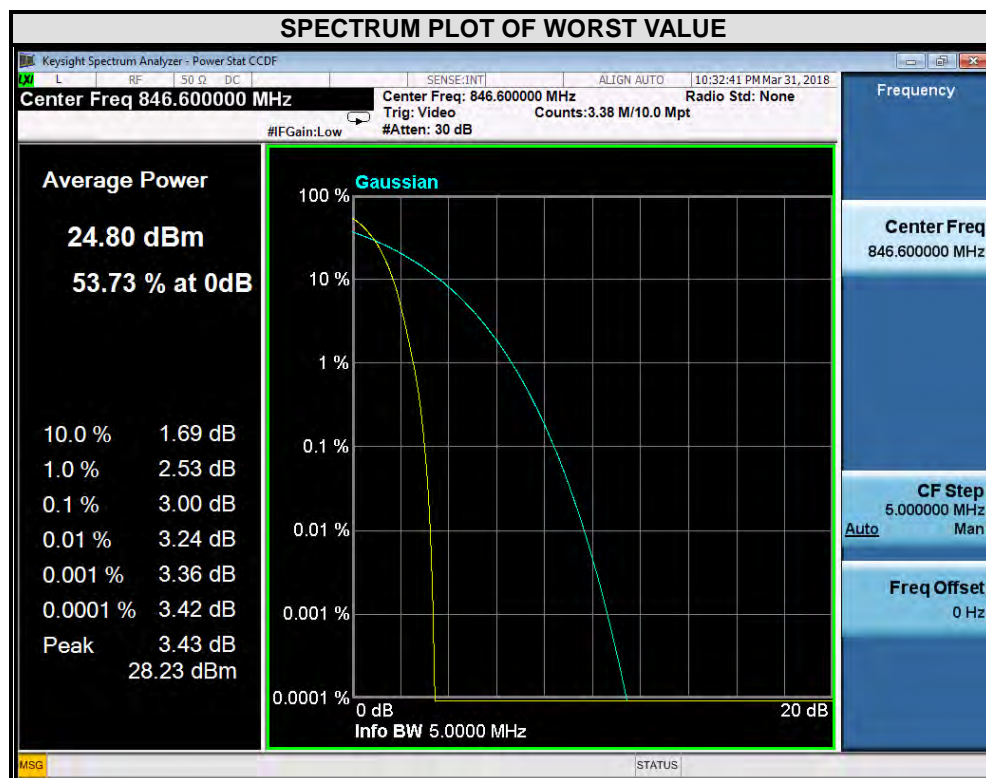 SPECTRUM PLOT OF WORST VALUE
Keysight Spectrum Analyzer - Power Stat CCDF
LXI L RF 50 Ω DC SENSE:INT ALIGN AUTO 10:32:41 PM Mar 31, 2018
Center Freq 846.600000 MHz
Center Freq: 846.600000 MHz Radio Std: None
Trig: Video Counts:3.38 M/10.0 Mpt
#IFGain:Low #Atten: 30 dB
Frequency
Average Power
24.80 dBm
53.73 % at 0dB
10.0 % 1.69 dB
1.0 % 2.53 dB
0.1 % 3.00 dB
0.01 % 3.24 dB
0.001 % 3.36 dB
0.0001 % 3.42 dB
Peak 3.43 dB
28.23 dBm
Gaussian
100 %
10 %
1 %
0.1 %
0.01 %
0.001 %
0.0001 %
0 dB 20 dB
Info BW 5.0000 MHz
Center Freq
846.600000 MHz
CF Step
5.000000 MHz
Auto Man
Freq Offset
0 Hz
MSG STATUS